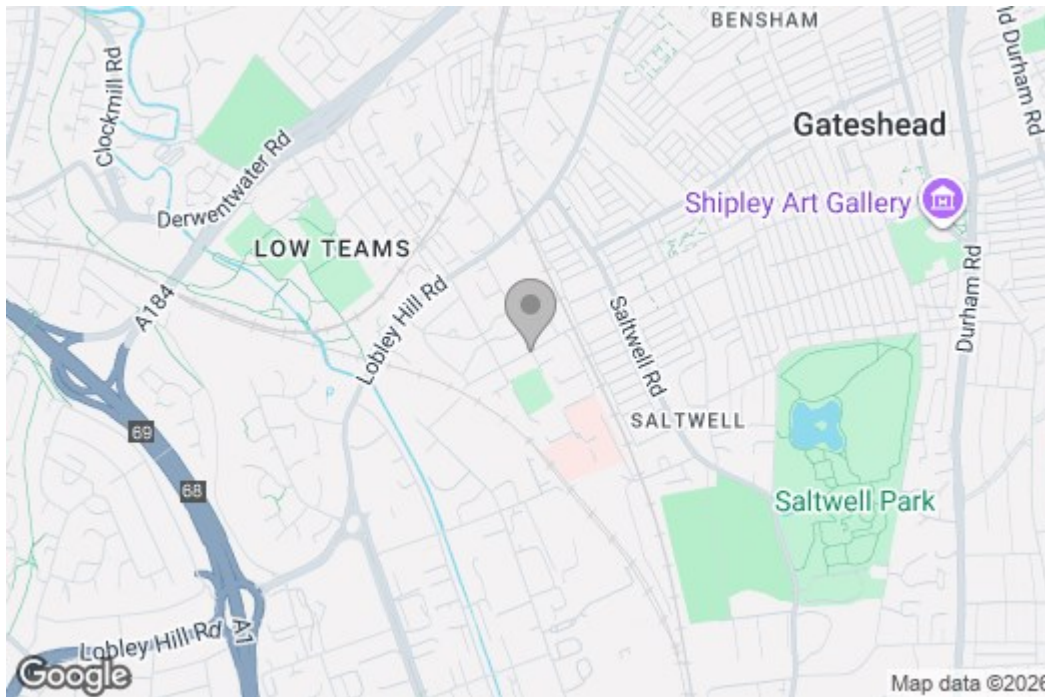 BENSHAM
ld Durham Rd
Clockmill Rd
Gateshead
Derwentwater Rd
Shipley Art Gallery
LOW TEAMS
Durham Rd
A184
Lobley Hill Rd
Saltwell Rd
69
SALTWELL
68
Saltwell Park
A1
Lobley Hill Rd
Google
Map data ©2026